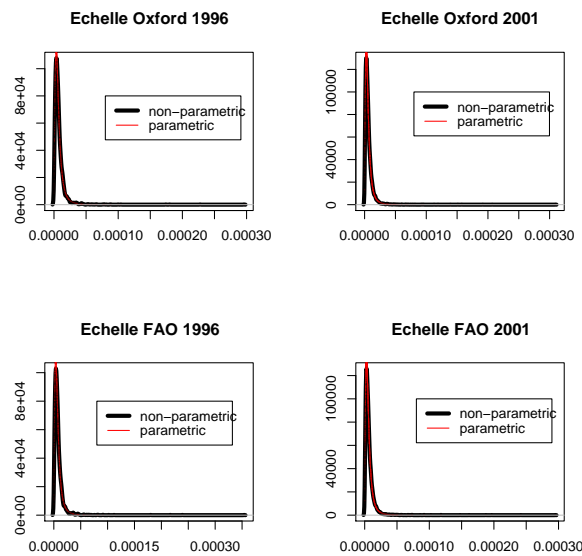 Echelle Oxford 1996
8e+04
4e+04
0e+00
non-parametric
parametric
0.00000 0.00010 0.00020 0.00030
Echelle Oxford 2001
100000
40000
0
non-parametric
parametric
0.00000 0.00010 0.00020 0.00030
Echelle FAO 1996
8e+04
4e+04
0e+00
non-parametric
parametric
0.00000 0.00015 0.00030
Echelle FAO 2001
100000
40000
0
non-parametric
parametric
0.00000 0.00010 0.00020 0.00030